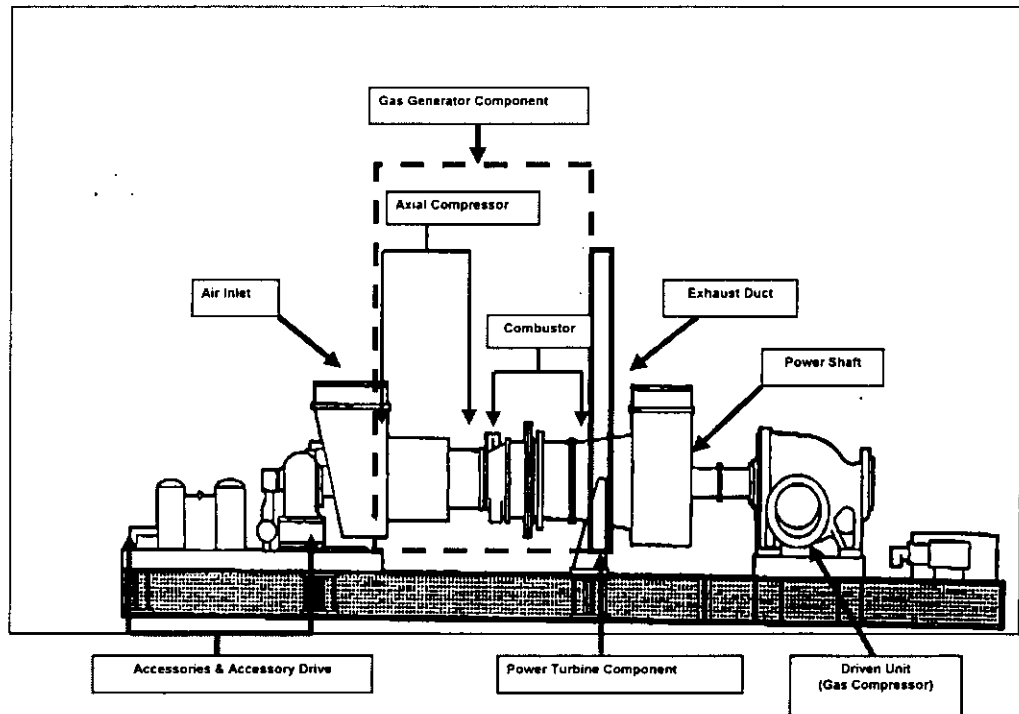 Gas Generator Component
Axial Compressor
Air Inlet
Exhaust Duct
Combustor
Power Shaft
Accessories & Accessory Drive
Power Turbine Component
Driven Unit
(Gas Compressor)